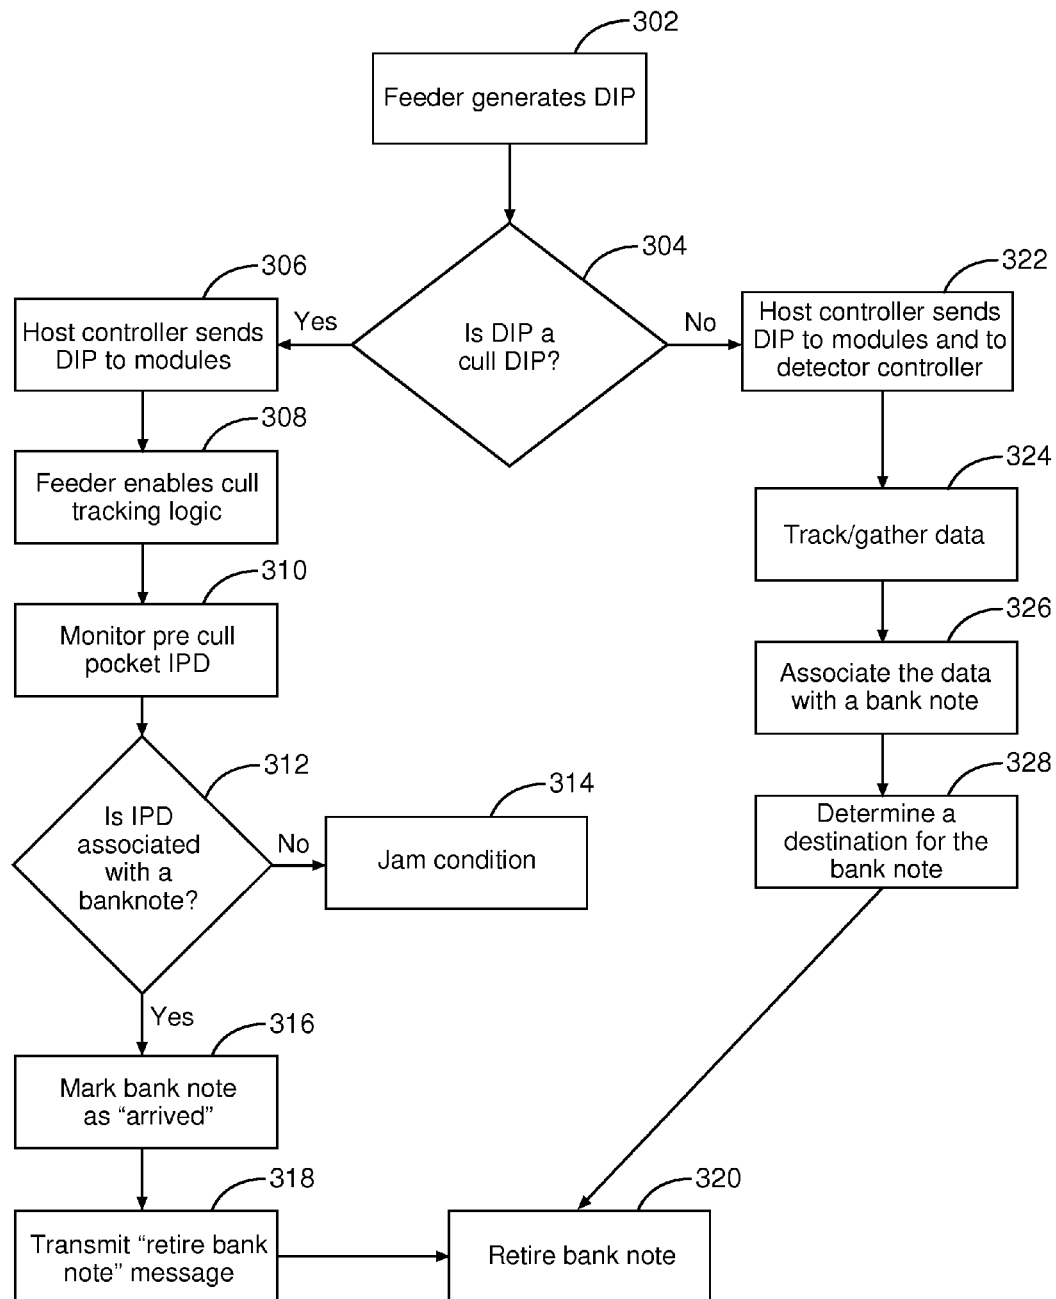 302
Feeder generates DIP
304
Is DIP a
cull DIP?
Yes
No
306
Host controller sends
DIP to modules
322
Host controller sends
DIP to modules and to
detector controller
308
Feeder enables cull
tracking logic
324
Track/gather data
310
Monitor pre cull
pocket IPD
326
Associate the data
with a bank note
312
Is IPD
associated
with a
banknote?
No
314
Jam condition
328
Determine a
destination for the
bank note
Yes
316
Mark bank note
as “arrived”
318
Transmit “retire bank
note” message
320
Retire bank note